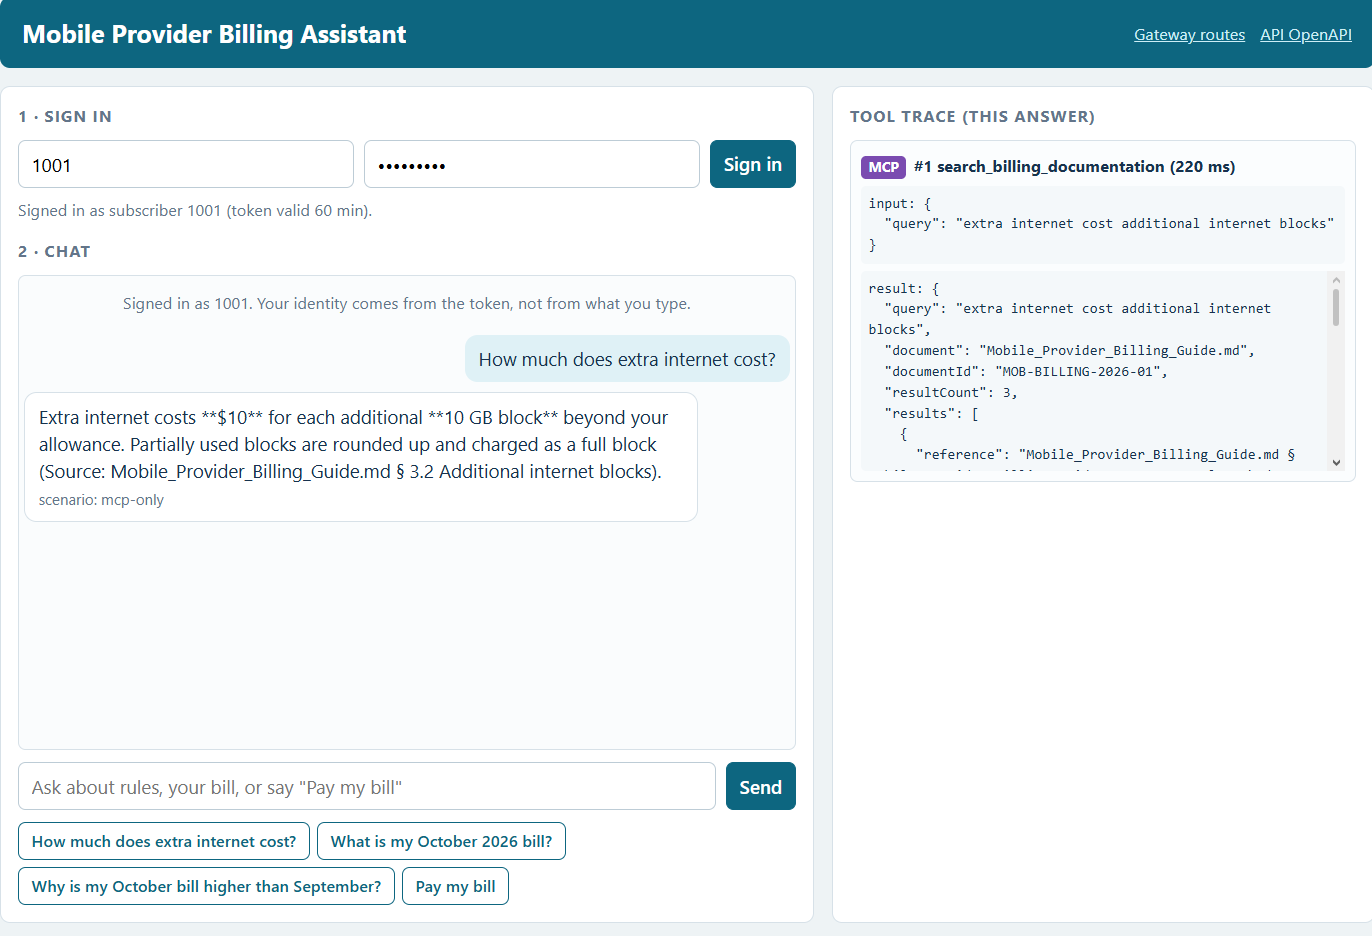 Mobile Provider Billing Assistant
Gateway routes
API OpenAPI
1 · SIGN IN
1001
•••••••••
Sign in
Signed in as subscriber 1001 (token valid 60 min).
2 · CHAT
Signed in as 1001. Your identity comes from the token, not from what you type.
How much does extra internet cost?
Extra internet costs **$10** for each additional **10 GB block** beyond your
allowance. Partially used blocks are rounded up and charged as a full block
(Source: Mobile_Provider_Billing_Guide.md § 3.2 Additional internet blocks).
scenario: mcp-only
Ask about rules, your bill, or say "Pay my bill"
Send
How much does extra internet cost?
What is my October 2026 bill?
Why is my October bill higher than September?
Pay my bill
TOOL TRACE (THIS ANSWER)
MCP #1 search_billing_documentation (220 ms)
input: {
"query": "extra internet cost additional internet blocks"
}
result: {
"query": "extra internet cost additional internet
blocks",
"document": "Mobile_Provider_Billing_Guide.md",
"documentId": "MOB-BILLING-2026-01",
"resultCount": 3,
"results": [
{
"reference": "Mobile_Provider_Billing_Guide.md §